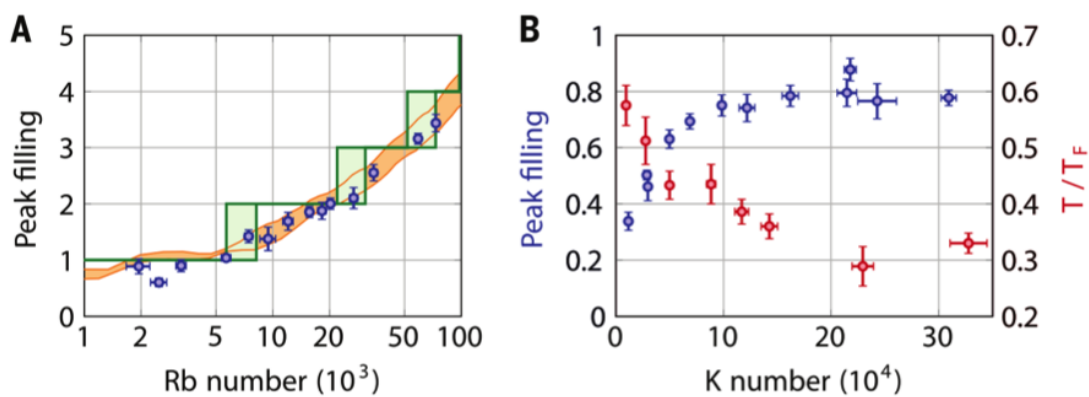 A
Peak filling
5
4
3
2
1
0
1 2 5 10 20 50 100
Rb number (10³)
B
Peak filling
1
0.8
0.6
0.4
0.2
0
0 10 20 30
K number (10⁴)
0.7
0.6
0.5
0.4
0.3
0.2
T / T_F